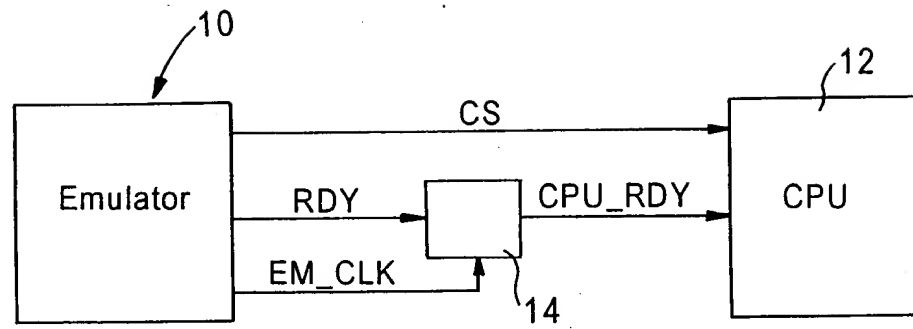 10
12
CS
Emulator
RDY
CPU_RDY
CPU
EM_CLK
14